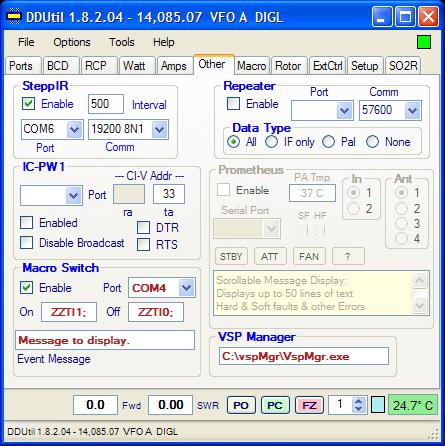 DDUtil 1.8.2.04 - 14,085.07 VFO A DIGL
File Options Tools Help
Ports BCD RCP Watt Amps Other Macro Rotor ExtCtrl Setup SO2R
SteppIR
Enable 500 Interval
COM6 19200 8N1
Port Comm
Repeater
Port Comm
Enable 57600
Data Type
All IF only Pal None
IC-PW1
--- CI-V Addr ---
Port 33
ra ta
Enabled DTR
Disable Broadcast RTS
Prometheus
PA Tmp In Ant
Enable 37 C 1 1
Serial Port SF HF 2 2
3
4
STBY ATT FAN ?
Scrollable Message Display:
Displays up to 50 lines of text
Hard & Soft faults & other Errors
Macro Switch
Enable Port COM4
On ZZTI1; Off ZZTI0;
Message to display.
Event Message
VSP Manager
C:\vspMgr\VspMgr.exe
0.0 Fwd 0.00 SWR PO PC FZ 1 24.7° C
DDUtil 1.8.2.04 - 14,085.07 VFO A DIGL